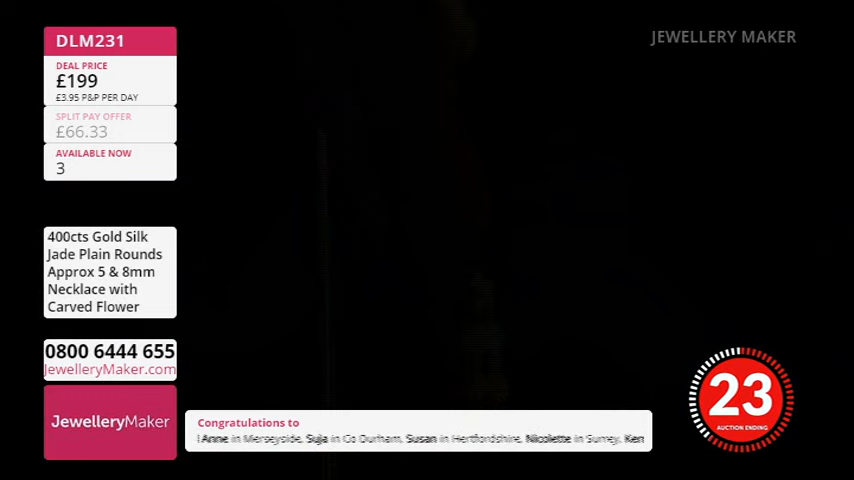 DLM231
DEAL PRICE
£199
£3.95 P&P PER DAY
SPLIT PAY OFFER
£66.33
AVAILABLE NOW
3
400cts Gold Silk
Jade Plain Rounds
Approx 5 & 8mm
Necklace with
Carved Flower
0800 6444 655
JewelleryMaker.com
JewelleryMaker
Congratulations to
Anne in Merseyside, Suja in Co Durham, Susan in Hertfordshire, Nicolette in Surrey, Ken
JEWELLERY MAKER
23
AUCTION ENDING